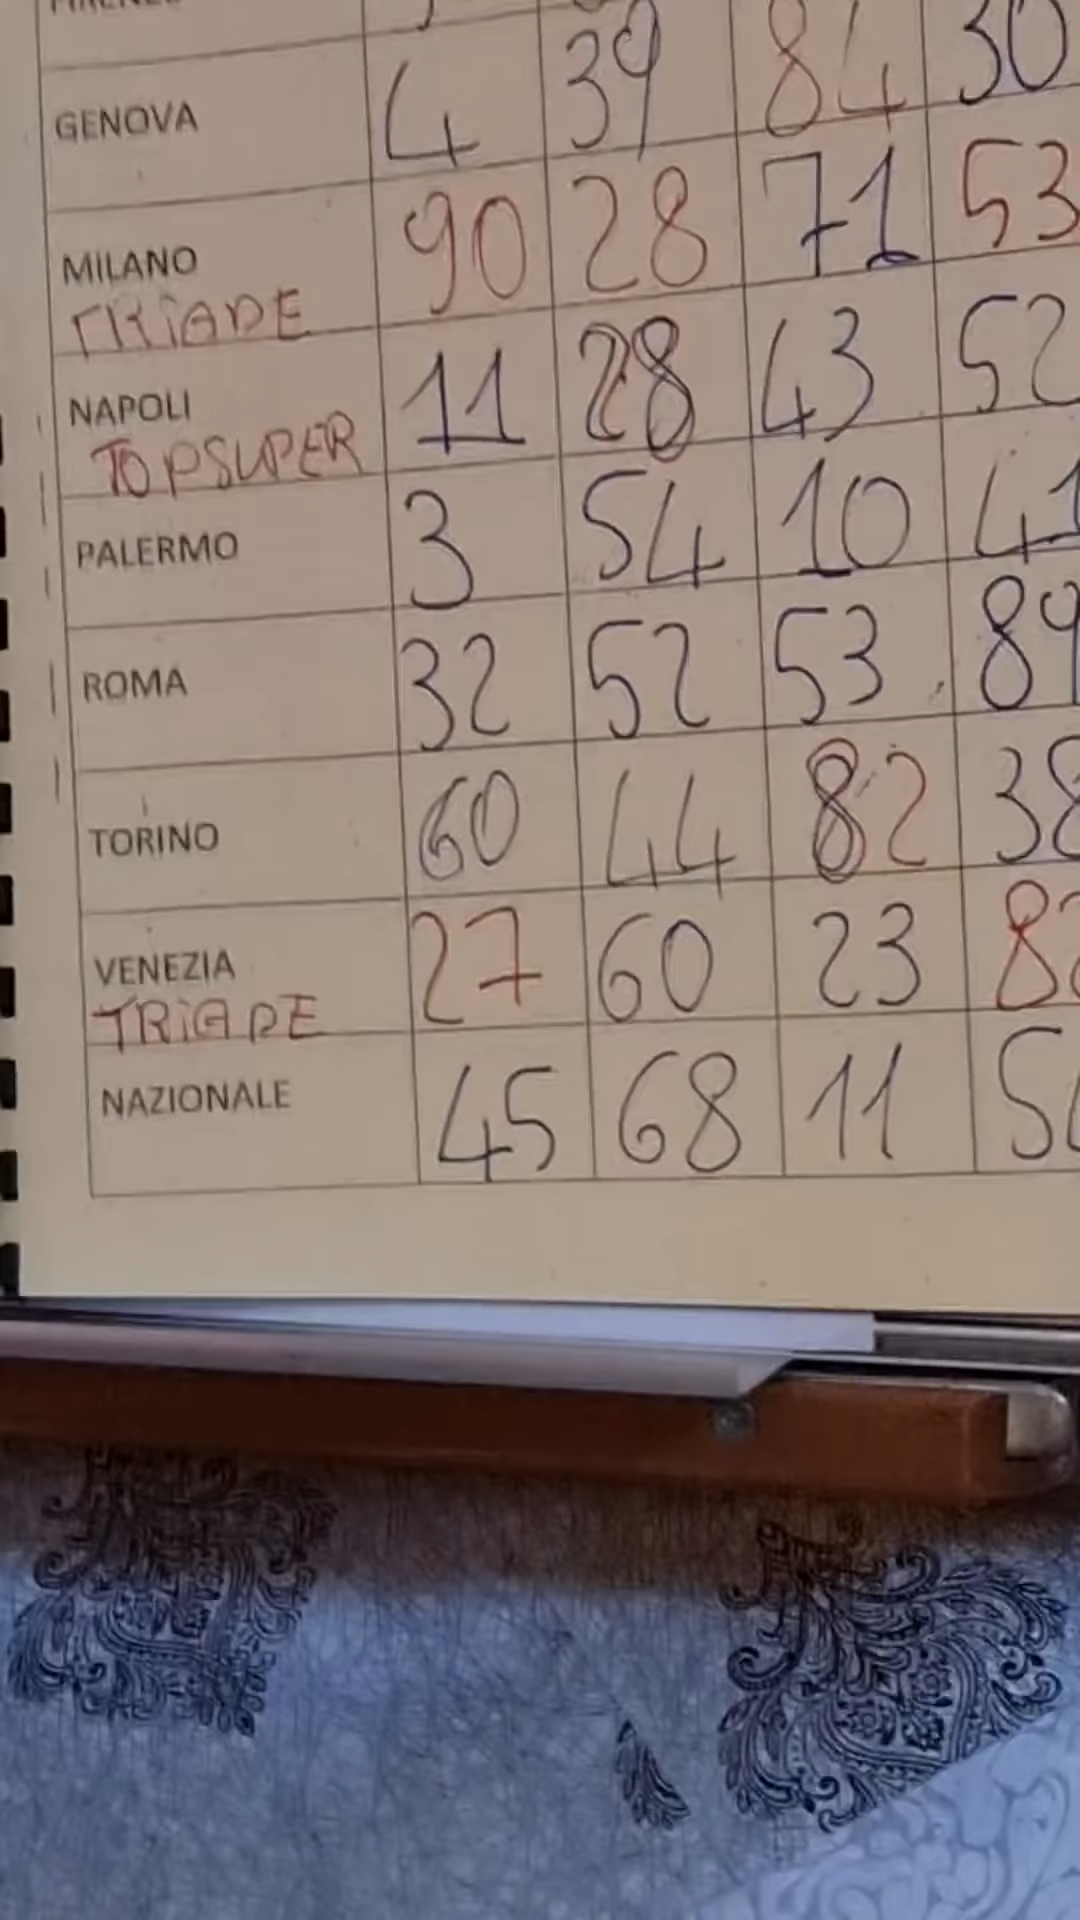 GENOVA 4 39 84 30
MILANO 90 28 71 53
TRIADE
NAPOLI 11 28 43 52
TOPSUPER
PALERMO 3 54 10 41
ROMA 32 52 53 89
TORINO 60 44 82 38
VENEZIA 27 60 23
TRIADE
NAZIONALE 45 68 11